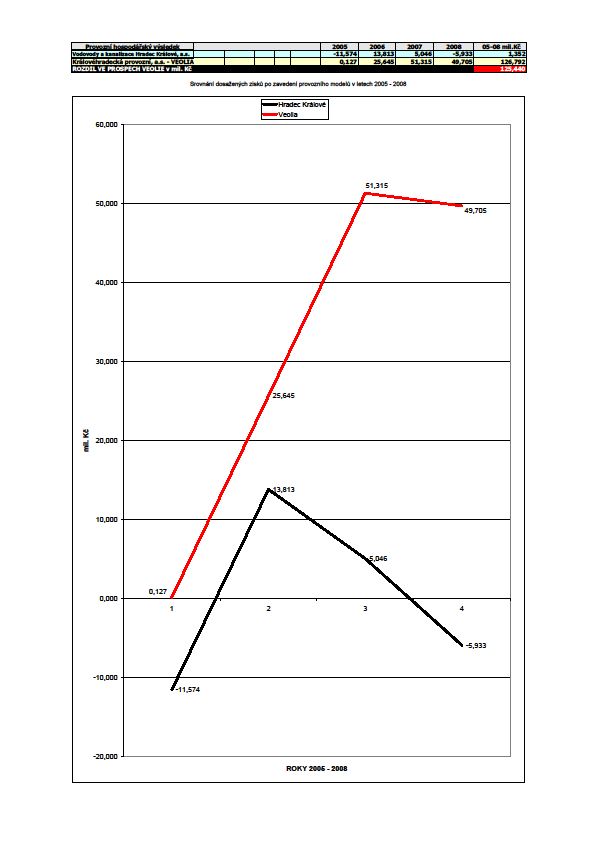 Provozní hospodářský výsledek 2005 2006 2007 2008 05-08 mil.Kč
Vodovody a kanalizace Hradec Králové, a.s. -11,574 13,813 5,046 -5,933 1,352
Královéhradecká provozní, a.s. - VEOLIA 0,127 25,645 51,315 49,705 126,792
ROZDÍL VE PROSPĚCH VEOLIE v mil. Kč 125,440
Srovnání dosažených zisků po zavedení provozního modelů v letech 2005 - 2008
Hradec Králové
Veolia
60,000
51,315
50,000
49,705
40,000
30,000
25,645
20,000
mil. Kč
13,813
10,000
5,046
0,127
0,000
1 2 3 4
-5,933
-10,000
-11,574
-20,000
ROKY 2005 - 2008